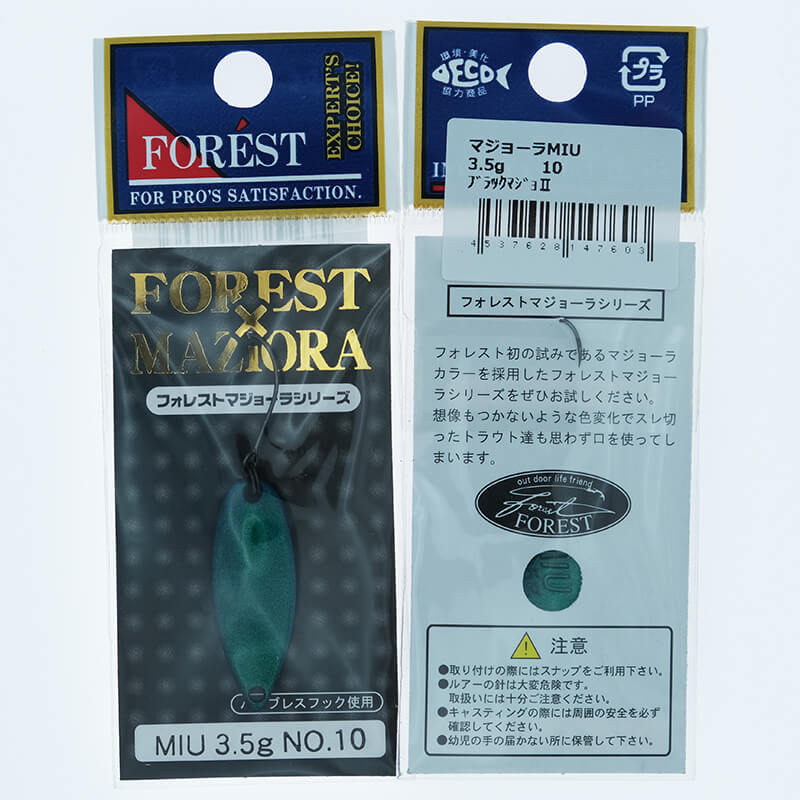 EXPERT'S
CHOICE!
FORÉST
FOR PRO'S SATISFACTION.
FOREST
×
MAZIORA
フォレストマジョーラシリーズ
バーブレスフック使用
MIU 3.5g NO.10
環境・美化
DECO
協力商品
プラ
PP
IN
マジョーラMIU
3.5g 10
ﾌﾞﾗｯｸﾏｼﾞｮⅡ
4537628147603
フォレストマジョーラシリーズ
フォレスト初の試みであるマジョーラ
カラーを採用したフォレストマジョー
ラシリーズをぜひお試しください。
想像もつかないような色変化でスレ切
ったトラウト達も思わず口を使ってし
まいます。
out door life friend
Forest
FOREST
IU
注意
●取り付けの際にはスナップをご利用下さい。
●ルアーの針は大変危険です。
取扱いには十分ご注意ください。
●キャスティングの際には周囲の安全を必ず
確認してください。
●幼児の手の届かない所に保管して下さい。